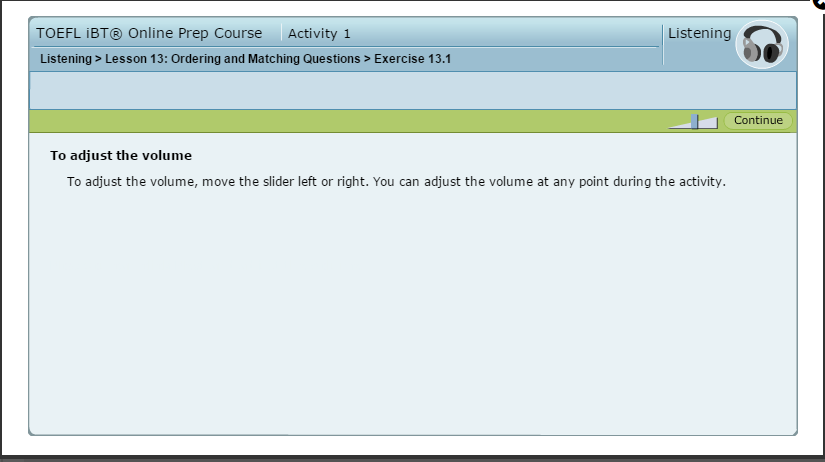 TOEFL iBT® Online Prep Course Activity 1 Listening
Listening > Lesson 13: Ordering and Matching Questions > Exercise 13.1
Continue
To adjust the volume
To adjust the volume, move the slider left or right. You can adjust the volume at any point during the activity.